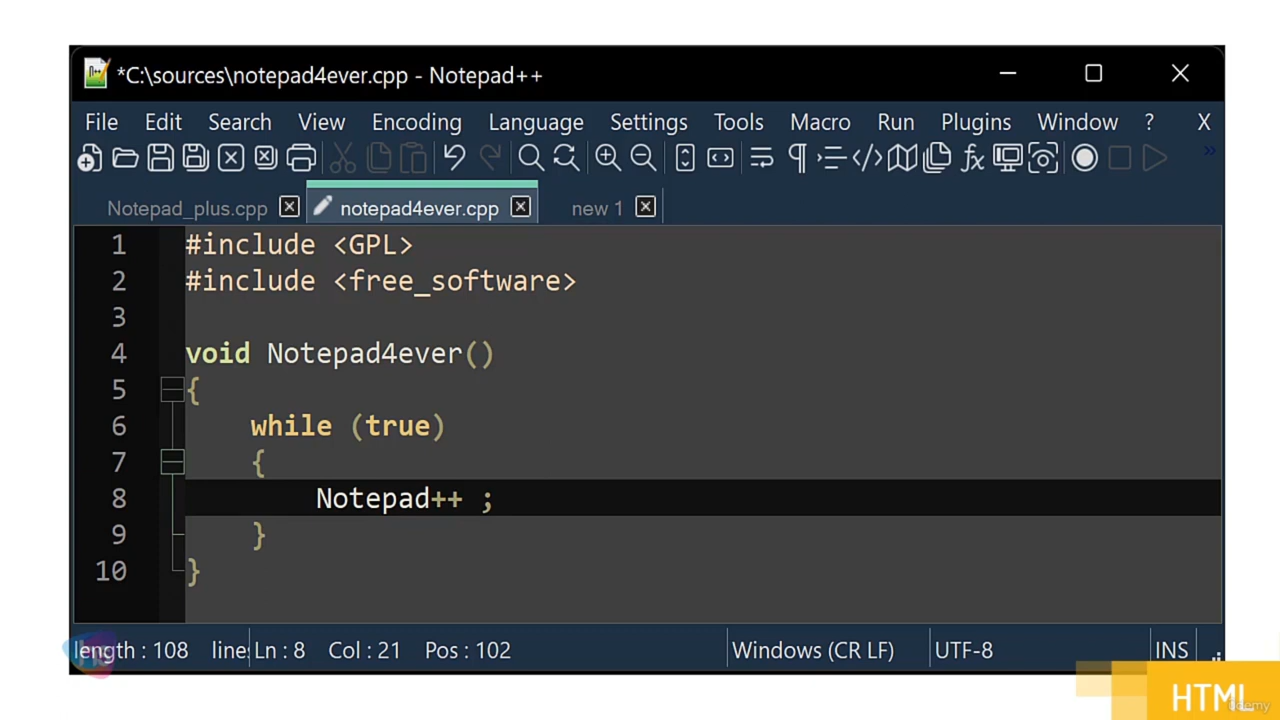 *C:\sources\notepad4ever.cpp - Notepad++
File Edit Search View Encoding Language Settings Tools Macro Run Plugins Window ? X
Notepad_plus.cpp notepad4ever.cpp new 1
1 #include <GPL>
2 #include <free_software>
3
4 void Notepad4ever()
5 {
6 while (true)
7 {
8 Notepad++ ;
9 }
10 }
length : 108 lines Ln : 8 Col : 21 Pos : 102 Windows (CR LF) UTF-8 INS
HTML
Udemy